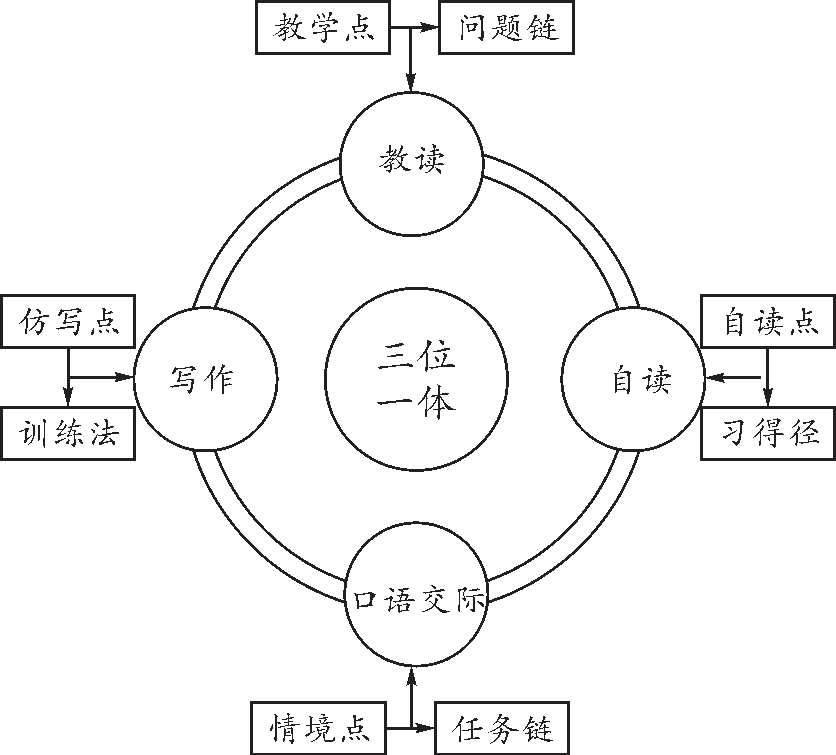 教学点
问题链
教读
仿写点
自读点
写作
三位
一体
自读
训练法
习得径
口语交际
情境点
任务链